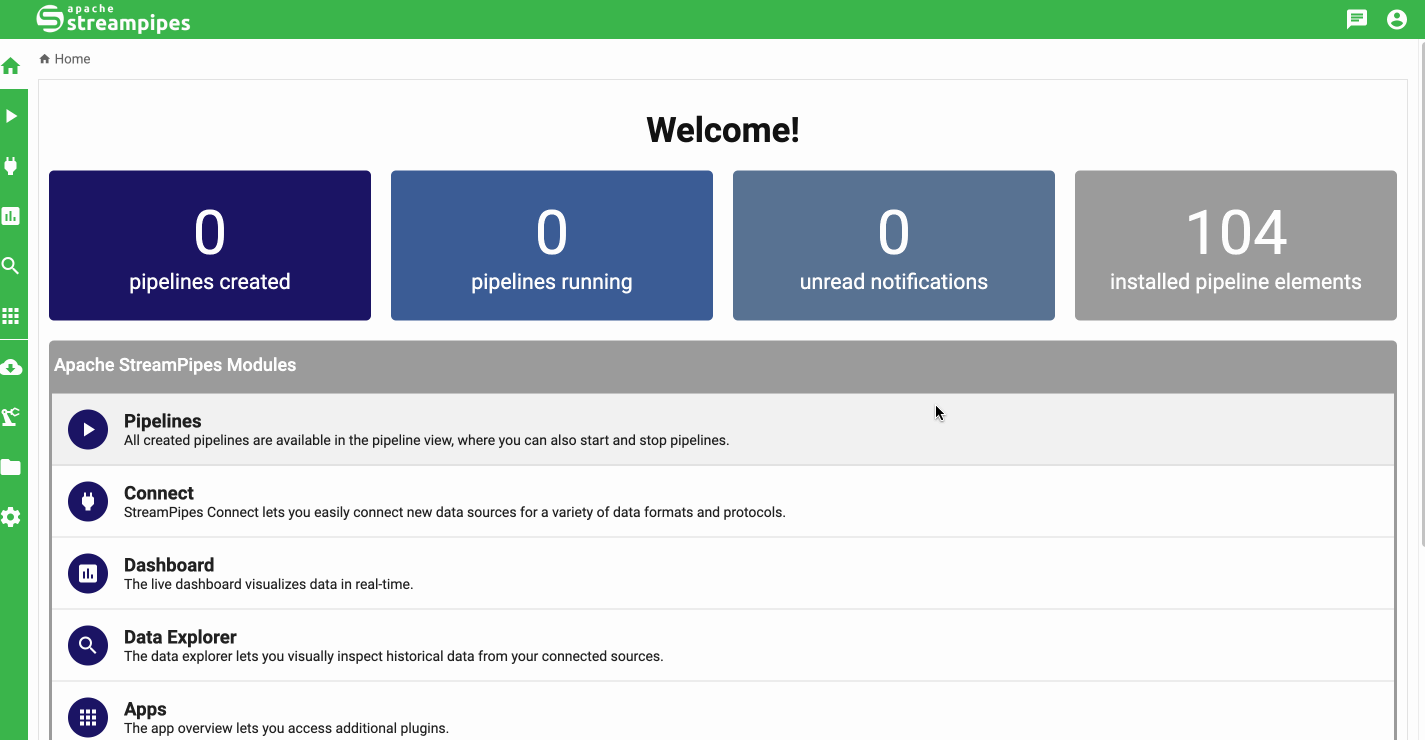 apache
streampipes
Home
Welcome!
0
pipelines created
0
pipelines running
0
unread notifications
104
installed pipeline elements
Apache StreamPipes Modules
Pipelines
All created pipelines are available in the pipeline view, where you can also start and stop pipelines.
Connect
StreamPipes Connect lets you easily connect new data sources for a variety of data formats and protocols.
Dashboard
The live dashboard visualizes data in real-time.
Data Explorer
The data explorer lets you visually inspect historical data from your connected sources.
Apps
The app overview lets you access additional plugins.